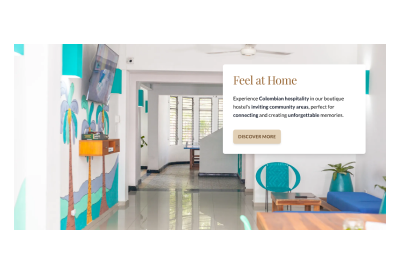 Feel at Home
Experience Colombian hospitality in our boutique
hostel's inviting community areas, perfect for
connecting and creating unforgettable memories.
DISCOVER MORE